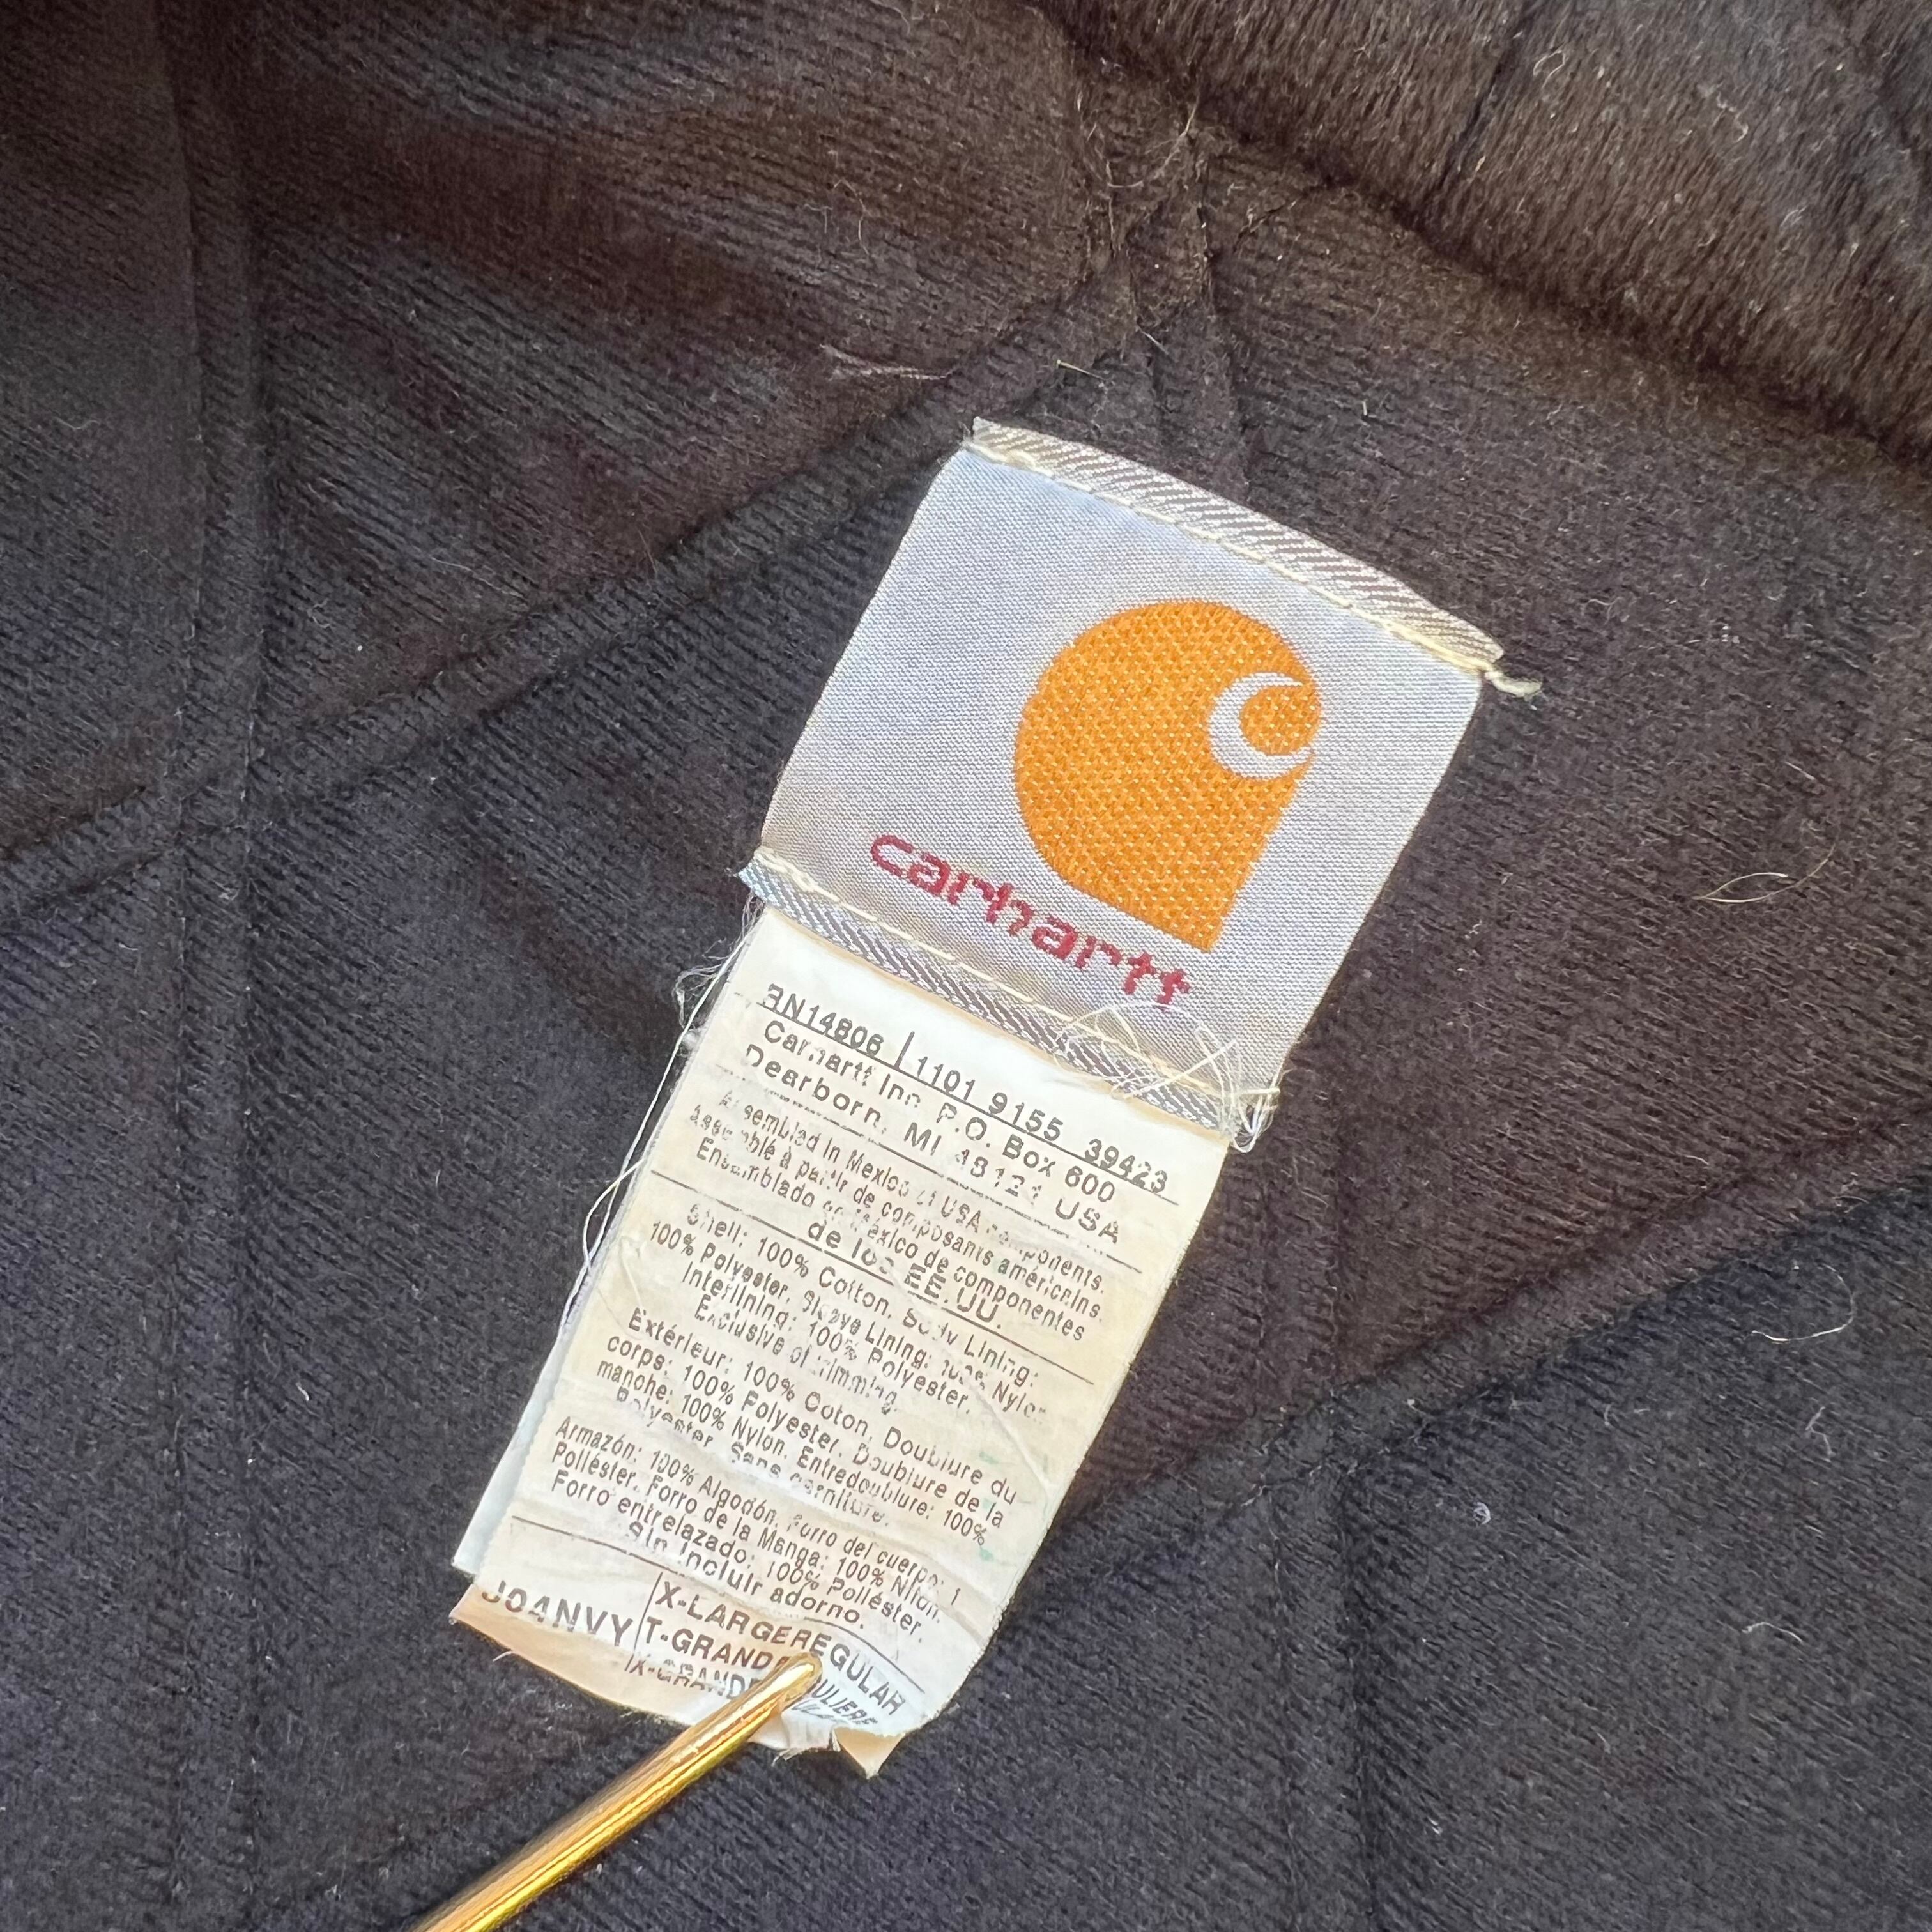 carhartt
RN14806 | 1101 9155 39423
Carhartt Inc. P.O. Box 600
Dearborn, MI 48121 USA
Assembled in Mexico of USA components.
Assemblé à partir de composants américains.
Ensamblado en México de componentes
de los EE.UU.
Shell: 100% Cotton. Body Lining:
100% Polyester. Sleeve Lining: 100% Nylon.
Interlining: 100% Polyester.
Exclusive of trimming.
Extérieur: 100% Coton, Doublure du
corps: 100% Polyester. Doublure de la
manche: 100% Nylon. Entredoublure: 100%
Polyester. Sans garniture.
Armazón: 100% Algodón. Forro del cuerpo: 1
Poliéster. Forro de la Manga: 100% Nilon.
Forro entrelazado: 100% Poliéster.
Sin incluir adorno.
J04NVY X-LARGE REGULAR
T-GRAND
X-GRANDE